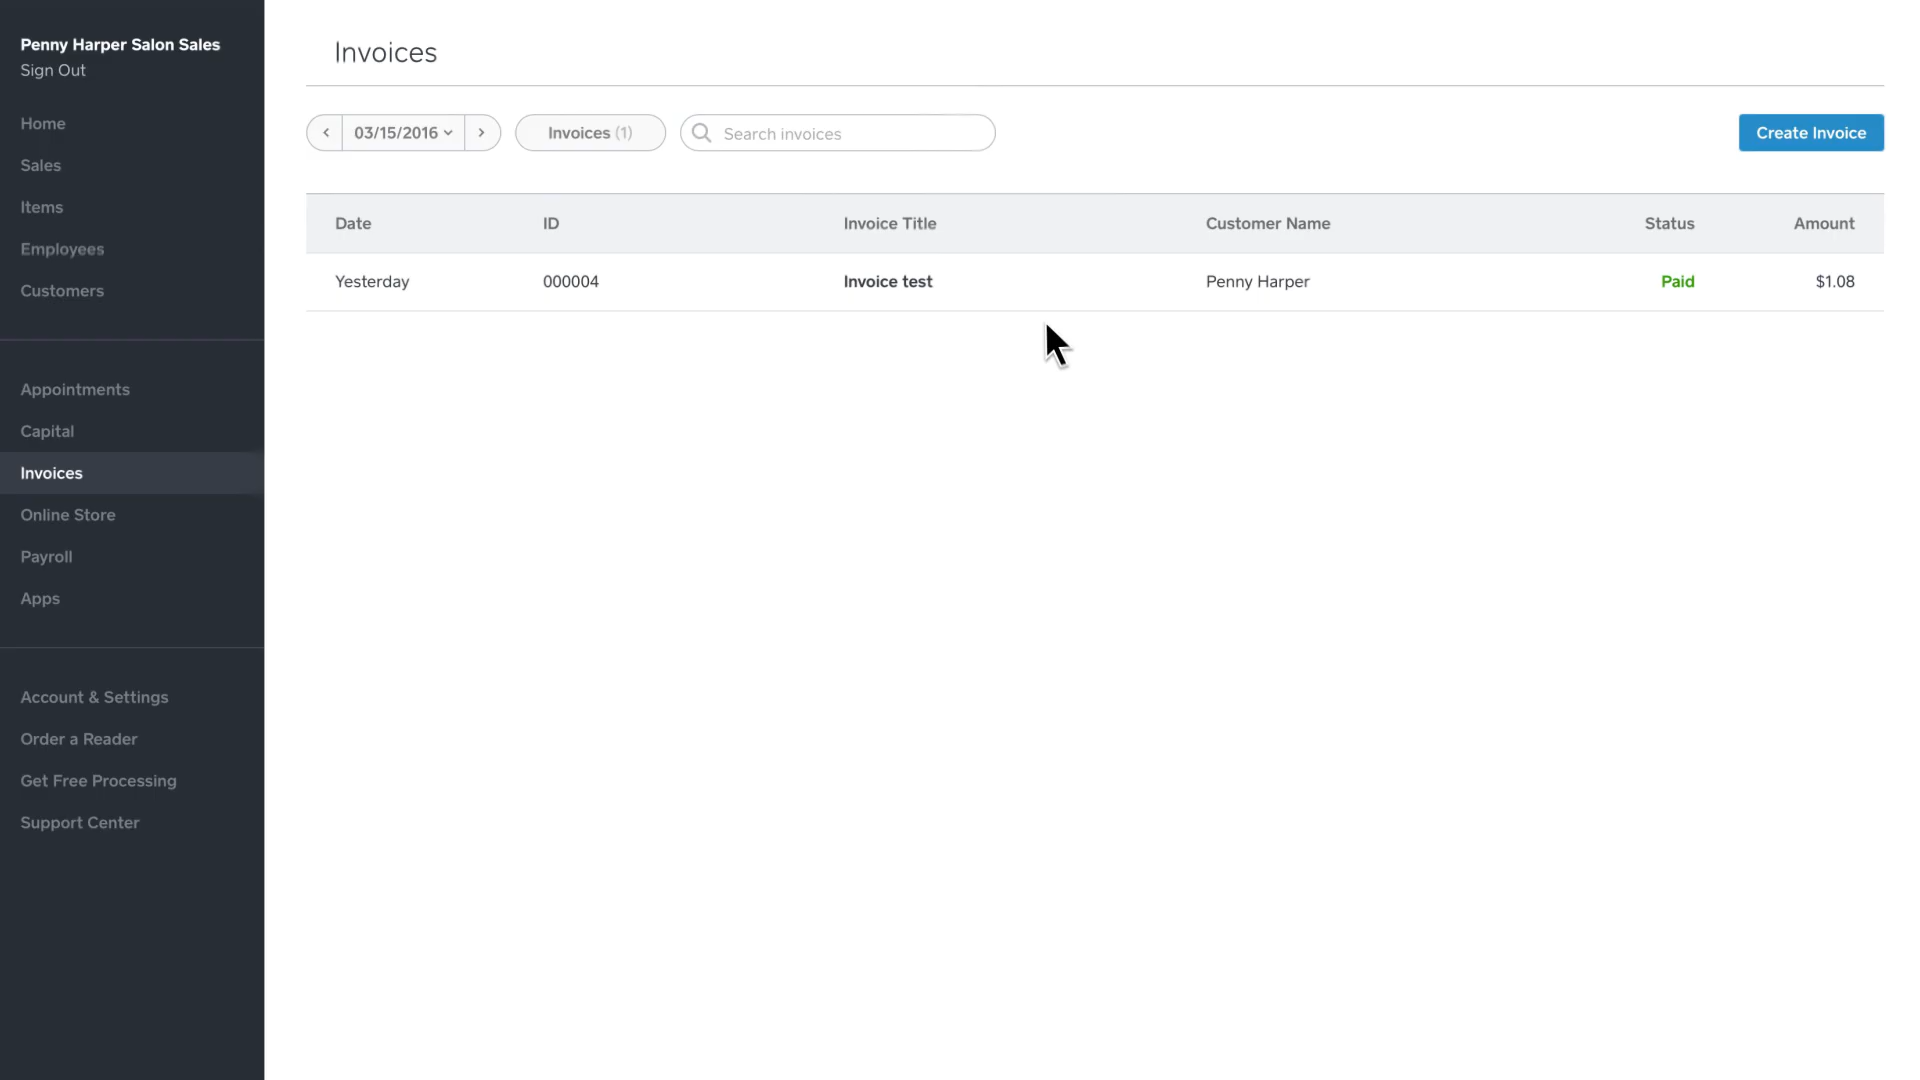 Penny Harper Salon Sales
Sign Out
Home
Sales
Items
Employees
Customers
Appointments
Capital
Invoices
Online Store
Payroll
Apps
Account & Settings
Order a Reader
Get Free Processing
Support Center
Invoices
03/15/2016 Invoices (1) Search invoices Create Invoice
Date ID Invoice Title Customer Name Status Amount
Yesterday 000004 Invoice test Penny Harper Paid $1.08